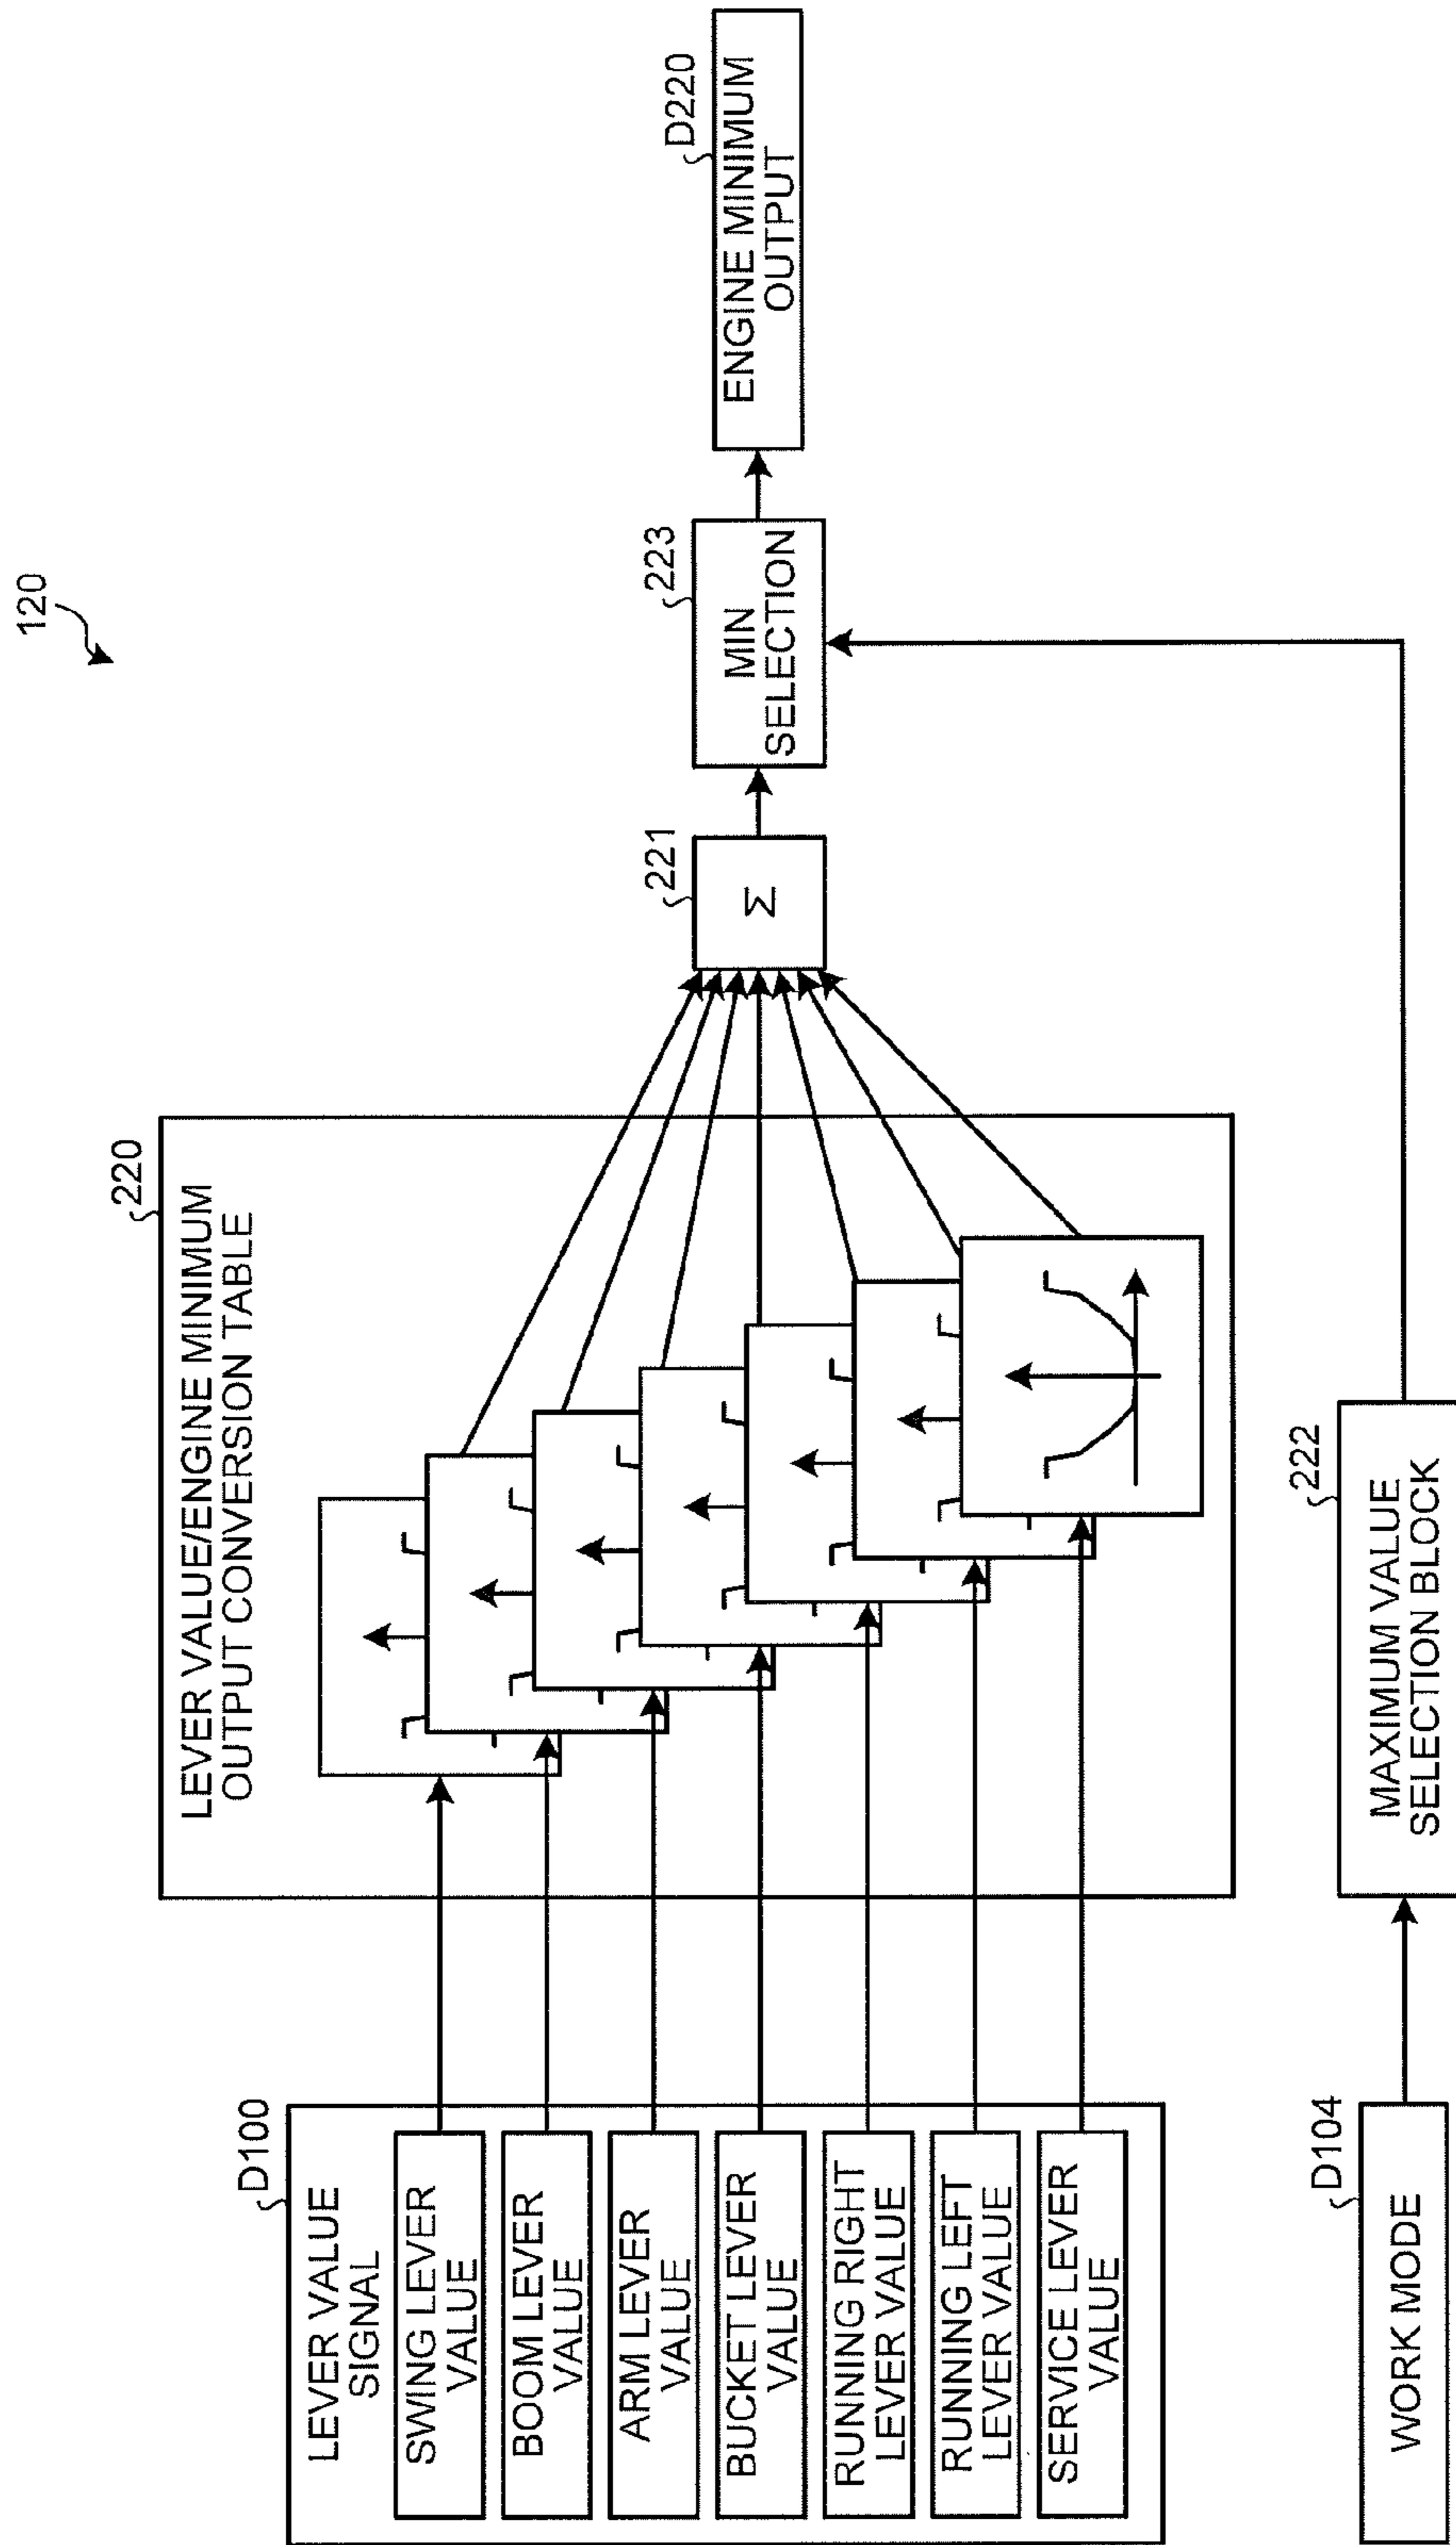 120
D100
LEVER VALUE
SIGNAL
SWING LEVER
VALUE
BOOM LEVER
VALUE
ARM LEVER
VALUE
BUCKET LEVER
VALUE
RUNNING RIGHT
LEVER VALUE
RUNNING LEFT
LEVER VALUE
SERVICE LEVER
VALUE
220
LEVER VALUE/ENGINE MINIMUM
OUTPUT CONVERSION TABLE
221
Σ
223
MIN
SELECTION
D220
ENGINE MINIMUM
OUTPUT
D104
WORK MODE
222
MAXIMUM VALUE
SELECTION BLOCK